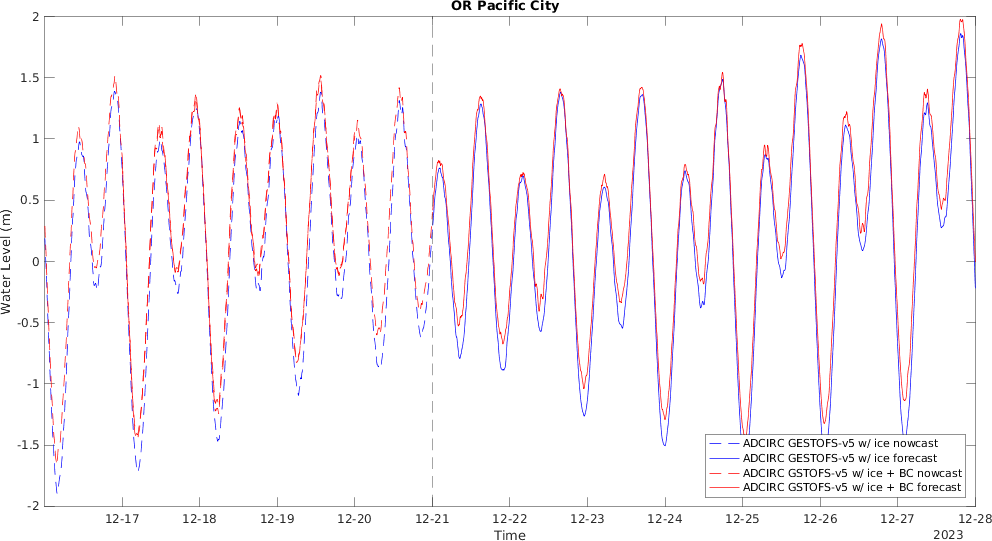 OR Pacific City
2
1.5
1
0.5
0
-0.5
-1
-1.5
-2
Water Level (m)
ADCIRC GESTOFS-v5 w/ ice nowcast
ADCIRC GESTOFS-v5 w/ ice forecast
ADCIRC GSTOFS-v5 w/ ice + BC nowcast
ADCIRC GSTOFS-v5 w/ ice + BC forecast
12-17 12-18 12-19 12-20 12-21 12-22 12-23 12-24 12-25 12-26 12-27 12-28
Time
2023